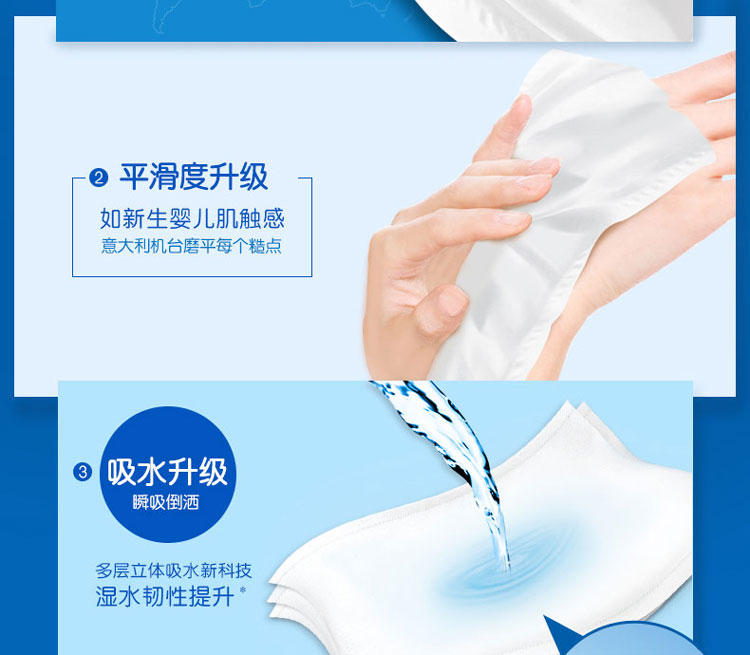 2 平滑度升级
如新生婴儿肌触感
意大利机台磨平每个糙点
3 吸水升级
瞬吸倒洒
多层立体吸水新科技
湿水韧性提升*